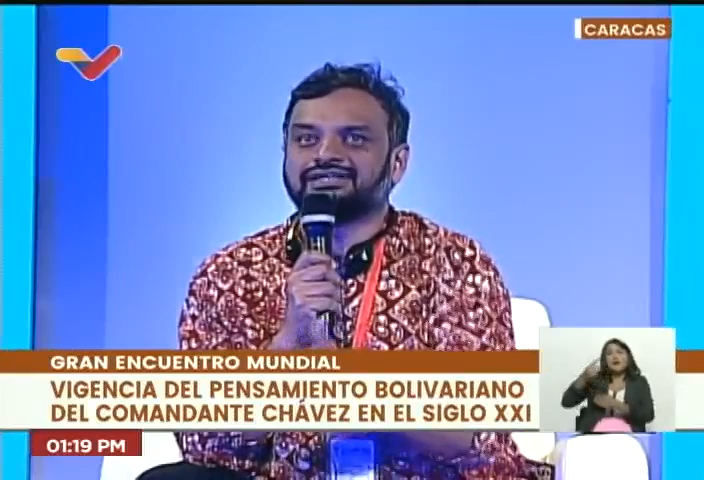 CARACAS
GRAN ENCUENTRO MUNDIAL
VIGENCIA DEL PENSAMIENTO BOLIVARIANO
DEL COMANDANTE CHÁVEZ EN EL SIGLO XXI
01:19 PM